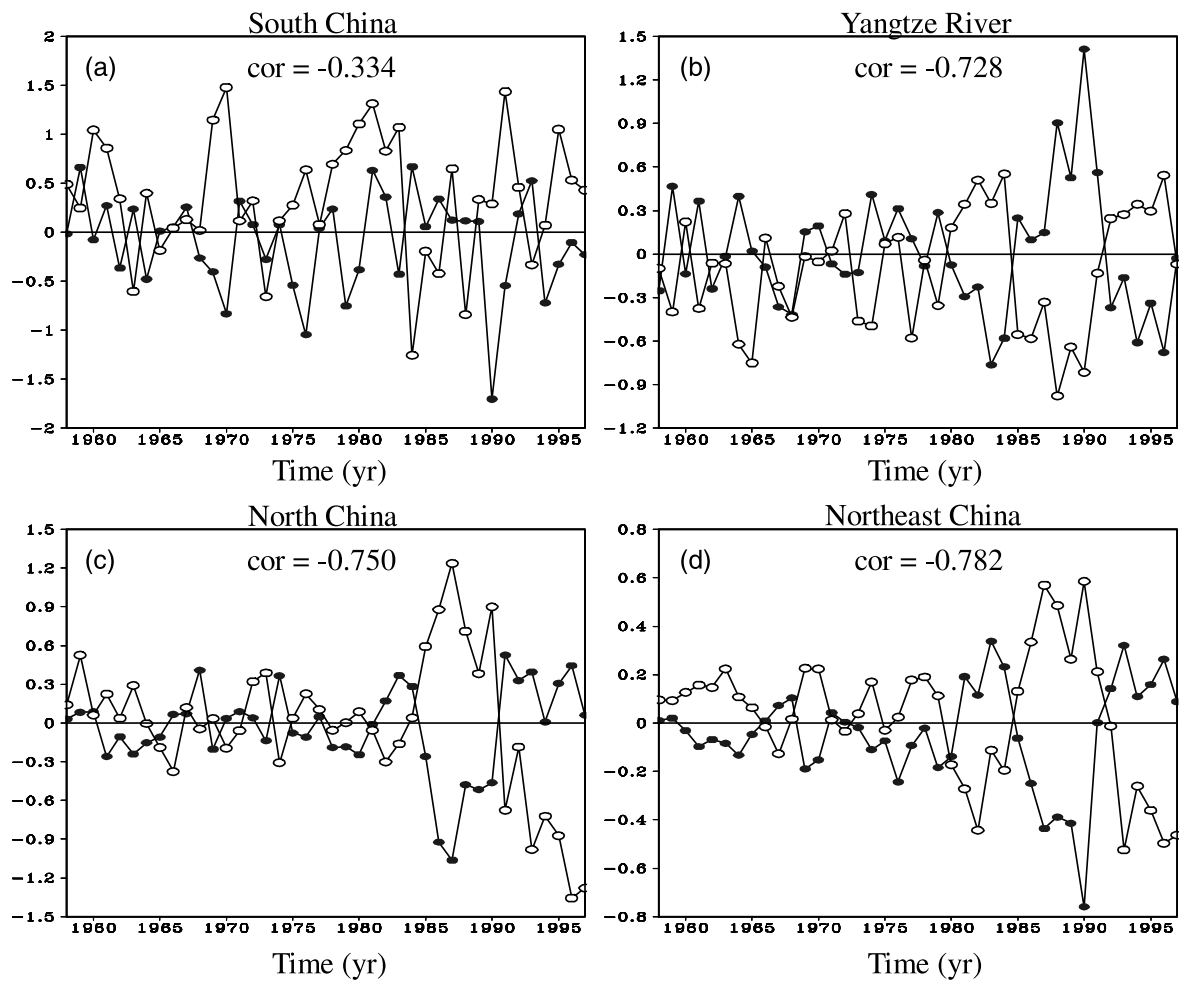 South China
(a)
cor = -0.334
2
1.5
1
0.5
0
−0.5
−1
−1.5
−2
1960 1965 1970 1975 1980 1985 1990 1995
Time (yr)
Yangtze River
(b)
cor = -0.728
1.5
1.2
0.9
0.6
0.3
0
−0.3
−0.6
−0.9
−1.2
1960 1965 1970 1975 1980 1985 1990 1995
Time (yr)
North China
(c)
cor = -0.750
1.5
1.2
0.9
0.6
0.3
0
−0.3
−0.6
−0.9
−1.2
−1.5
1960 1965 1970 1975 1980 1985 1990 1995
Time (yr)
Northeast China
(d)
cor = -0.782
0.8
0.6
0.4
0.2
0
−0.2
−0.4
−0.6
−0.8
1960 1965 1970 1975 1980 1985 1990 1995
Time (yr)